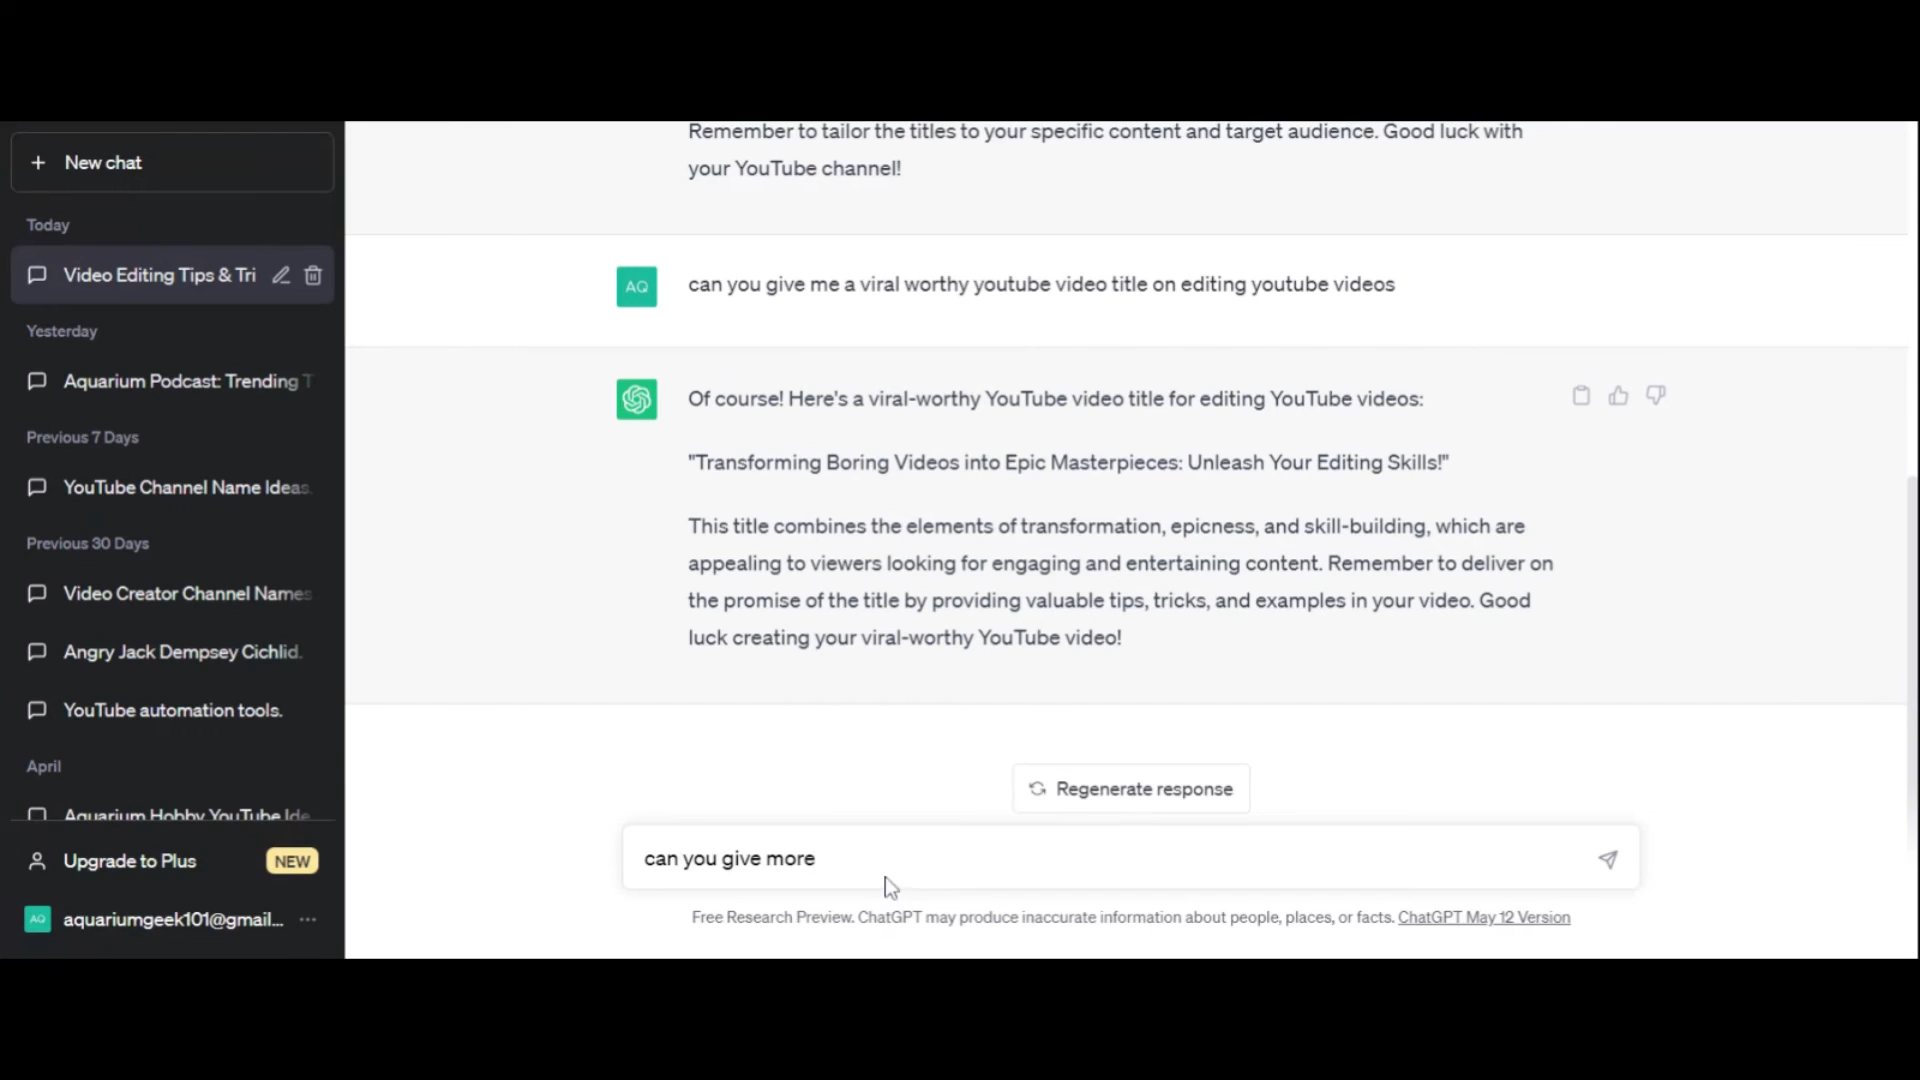 New chat
Today
Video Editing Tips & Tri
Yesterday
Aquarium Podcast: Trending T
Previous 7 Days
YouTube Channel Name Ideas.
Previous 30 Days
Video Creator Channel Names
Angry Jack Dempsey Cichlid.
YouTube automation tools.
April
Aquarium Hobby YouTube Ide
Upgrade to Plus NEW
AQ aquariumgeek101@gmail... ...
Remember to tailor the titles to your specific content and target audience. Good luck with
your YouTube channel!
AQ can you give me a viral worthy youtube video title on editing youtube videos
Of course! Here's a viral-worthy YouTube video title for editing YouTube videos:
"Transforming Boring Videos into Epic Masterpieces: Unleash Your Editing Skills!"
This title combines the elements of transformation, epicness, and skill-building, which are
appealing to viewers looking for engaging and entertaining content. Remember to deliver on
the promise of the title by providing valuable tips, tricks, and examples in your video. Good
luck creating your viral-worthy YouTube video!
Regenerate response
can you give more
Free Research Preview. ChatGPT may produce inaccurate information about people, places, or facts. ChatGPT May 12 Version